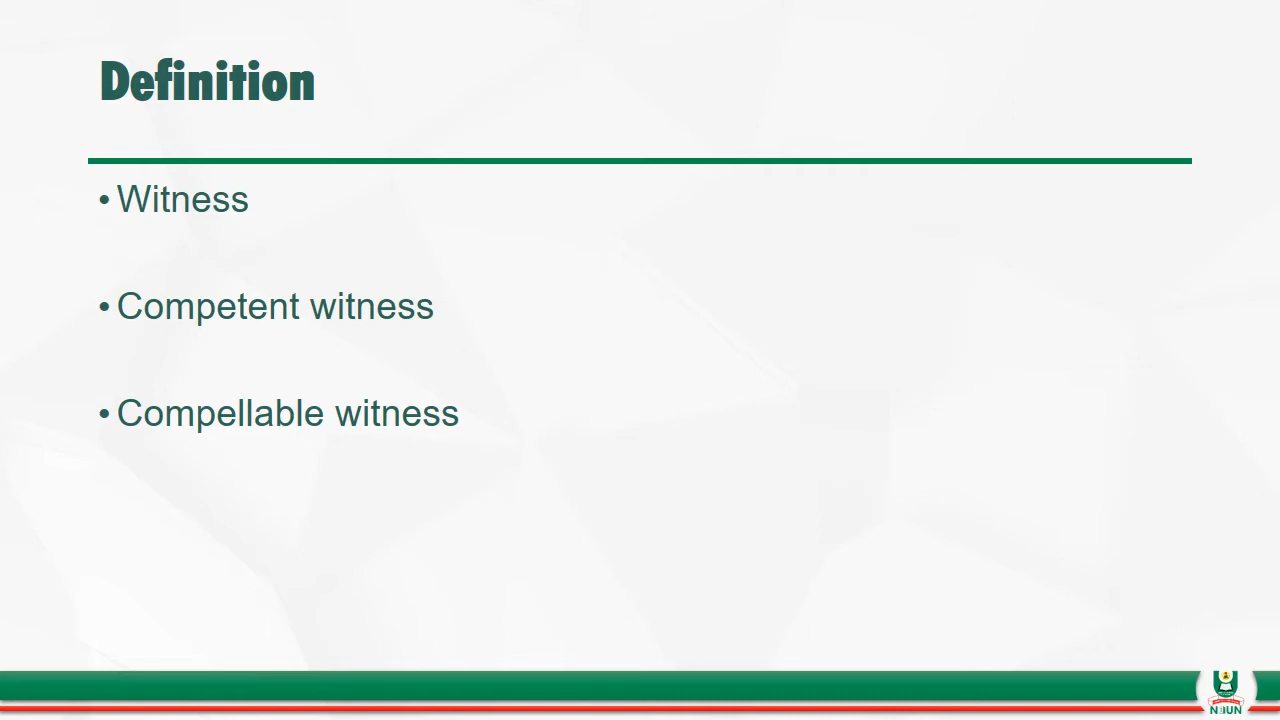 Definition
• Witness
• Competent witness
• Compellable witness
NOUN